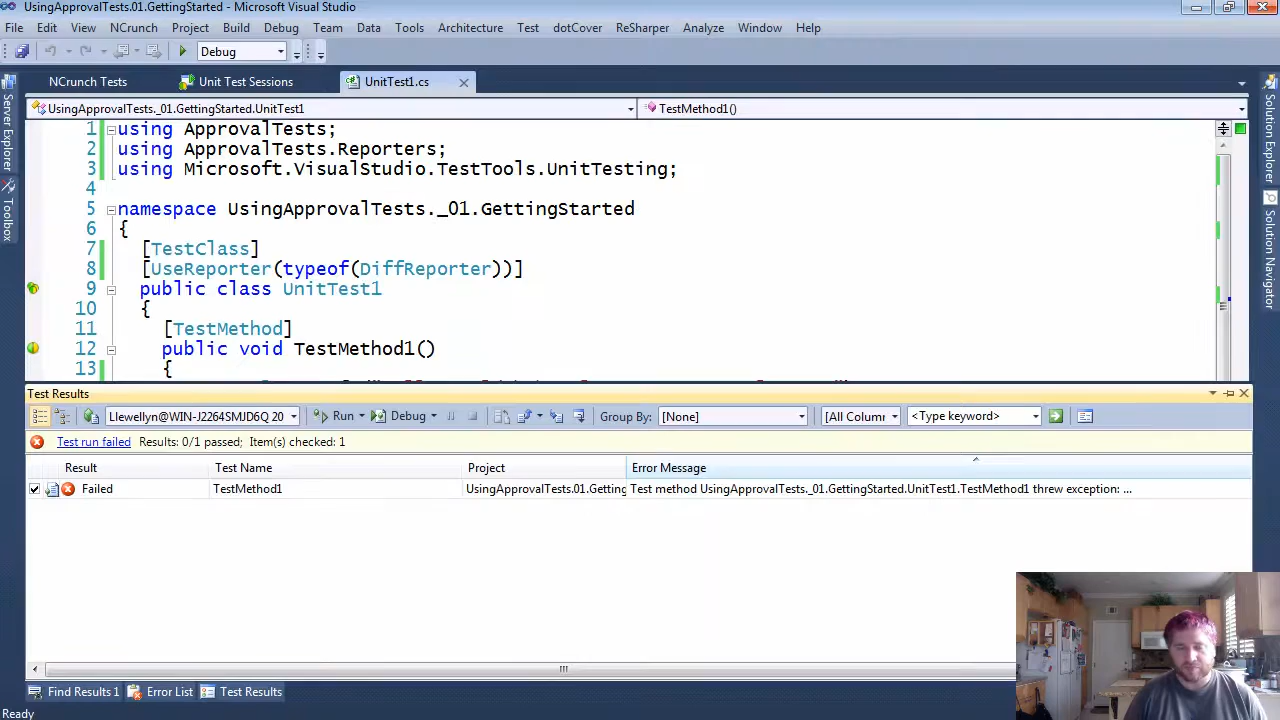 UsingApprovalTests.01.GettingStarted - Microsoft Visual Studio
File Edit View NCrunch Project Build Debug Team Data Tools Architecture Test dotCover ReSharper Analyze Window Help
Debug
NCrunch Tests Unit Test Sessions UnitTest1.cs
UsingApprovalTests._01.GettingStarted.UnitTest1 TestMethod1()
Server Explorer
Toolbox
1 using ApprovalTests;
2 using ApprovalTests.Reporters;
3 using Microsoft.VisualStudio.TestTools.UnitTesting;
4
5 namespace UsingApprovalTests._01.GettingStarted
6 {
7 [TestClass]
8 [UseReporter(typeof(DiffReporter))]
9 public class UnitTest1
10 {
11 [TestMethod]
12 public void TestMethod1()
13 {
Solution Explorer
Solution Navigator
Test Results
Llewellyn@WIN-J2264SMJD6Q 20 Run Debug Group By: [None] [All Colum <Type keyword>
Test run failed Results: 0/1 passed; Item(s) checked: 1
Result Test Name Project Error Message
Failed TestMethod1 UsingApprovalTests.01.Getting Test method UsingApprovalTests._01.GettingStarted.UnitTest1.TestMethod1 threw exception: ...
Find Results 1 Error List Test Results
Ready